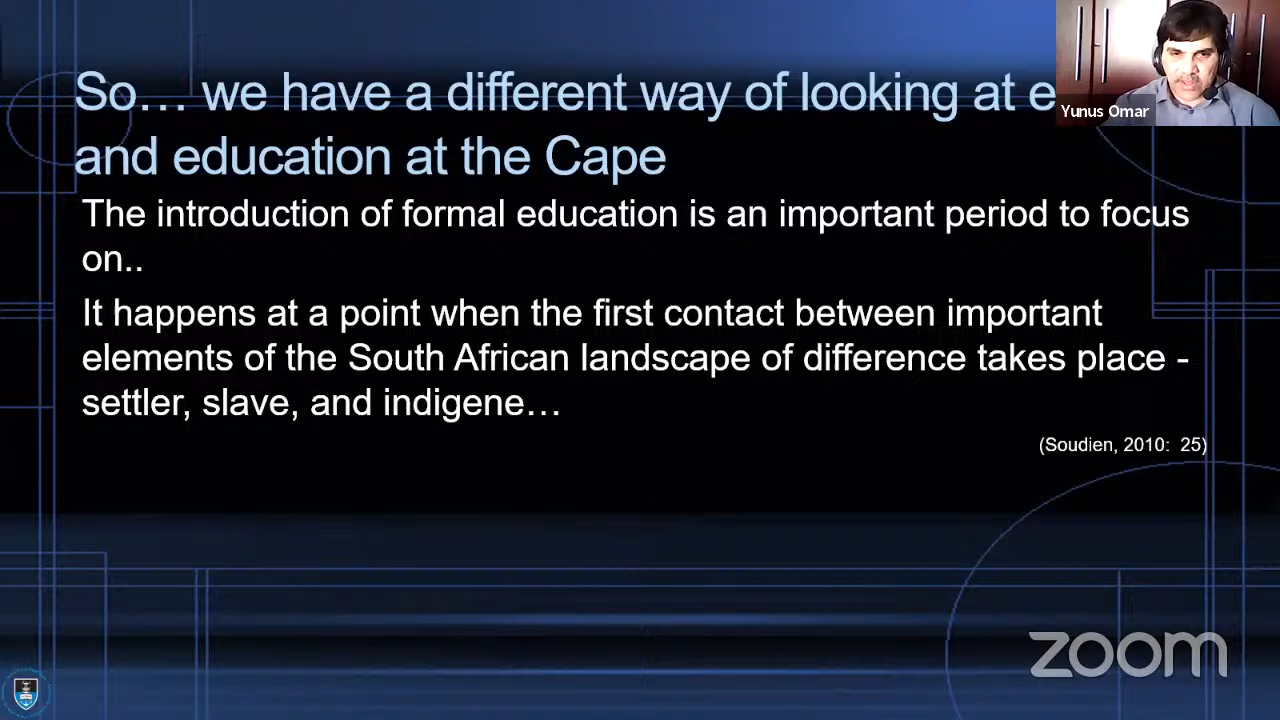 So… we have a different way of looking at e
Yunus Omar
and education at the Cape
The introduction of formal education is an important period to focus
on..
It happens at a point when the first contact between important
elements of the South African landscape of difference takes place -
settler, slave, and indigene…
(Soudien, 2010: 25)
zoom